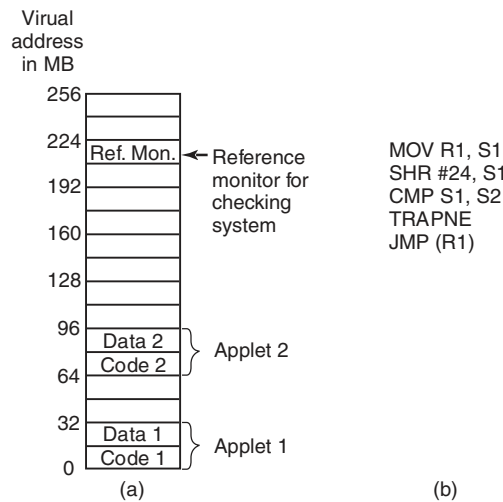 Virual
address
in MB
256
224
Ref. Mon.
Reference
monitor for
checking
system
192
160
128
96
Data 2
Code 2
Applet 2
64
32
Data 1
Code 1
Applet 1
0
(a)
MOV R1, S1
SHR #24, S1
CMP S1, S2
TRAPNE
JMP (R1)
(b)